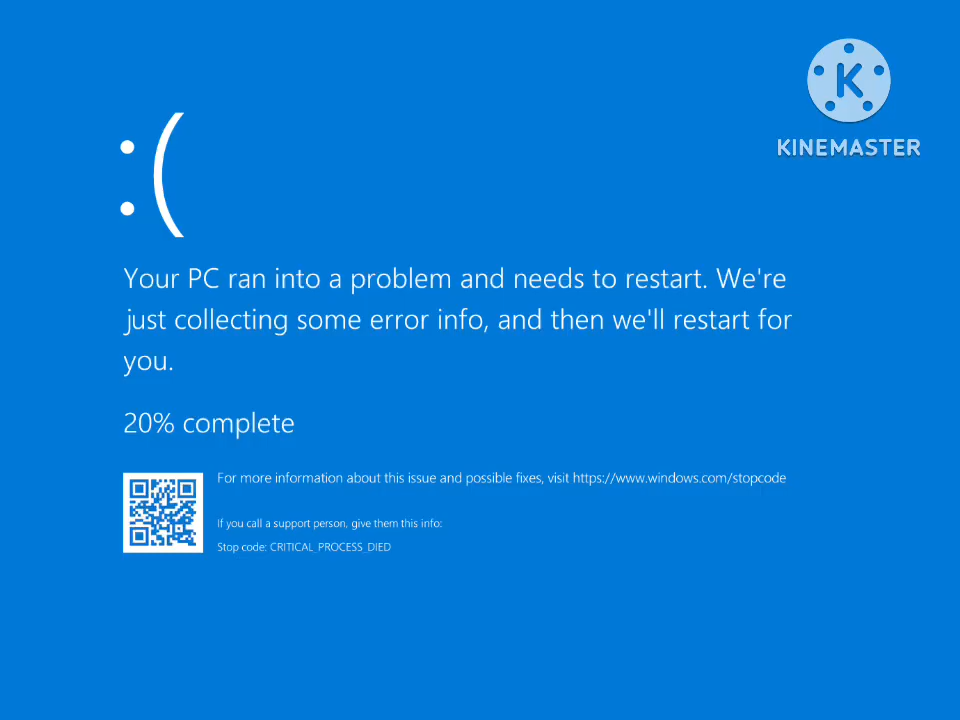 K
KINEMASTER
:(
Your PC ran into a problem and needs to restart. We're
just collecting some error info, and then we'll restart for
you.
20% complete
For more information about this issue and possible fixes, visit https://www.windows.com/stopcode
If you call a support person, give them this info:
Stop code: CRITICAL_PROCESS_DIED